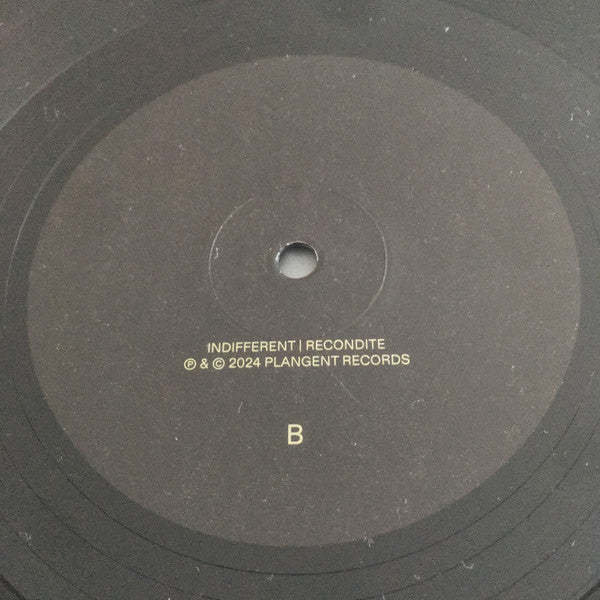 INDIFFERENT | RECONDITE
℗ & © 2024 PLANGENT RECORDS
B